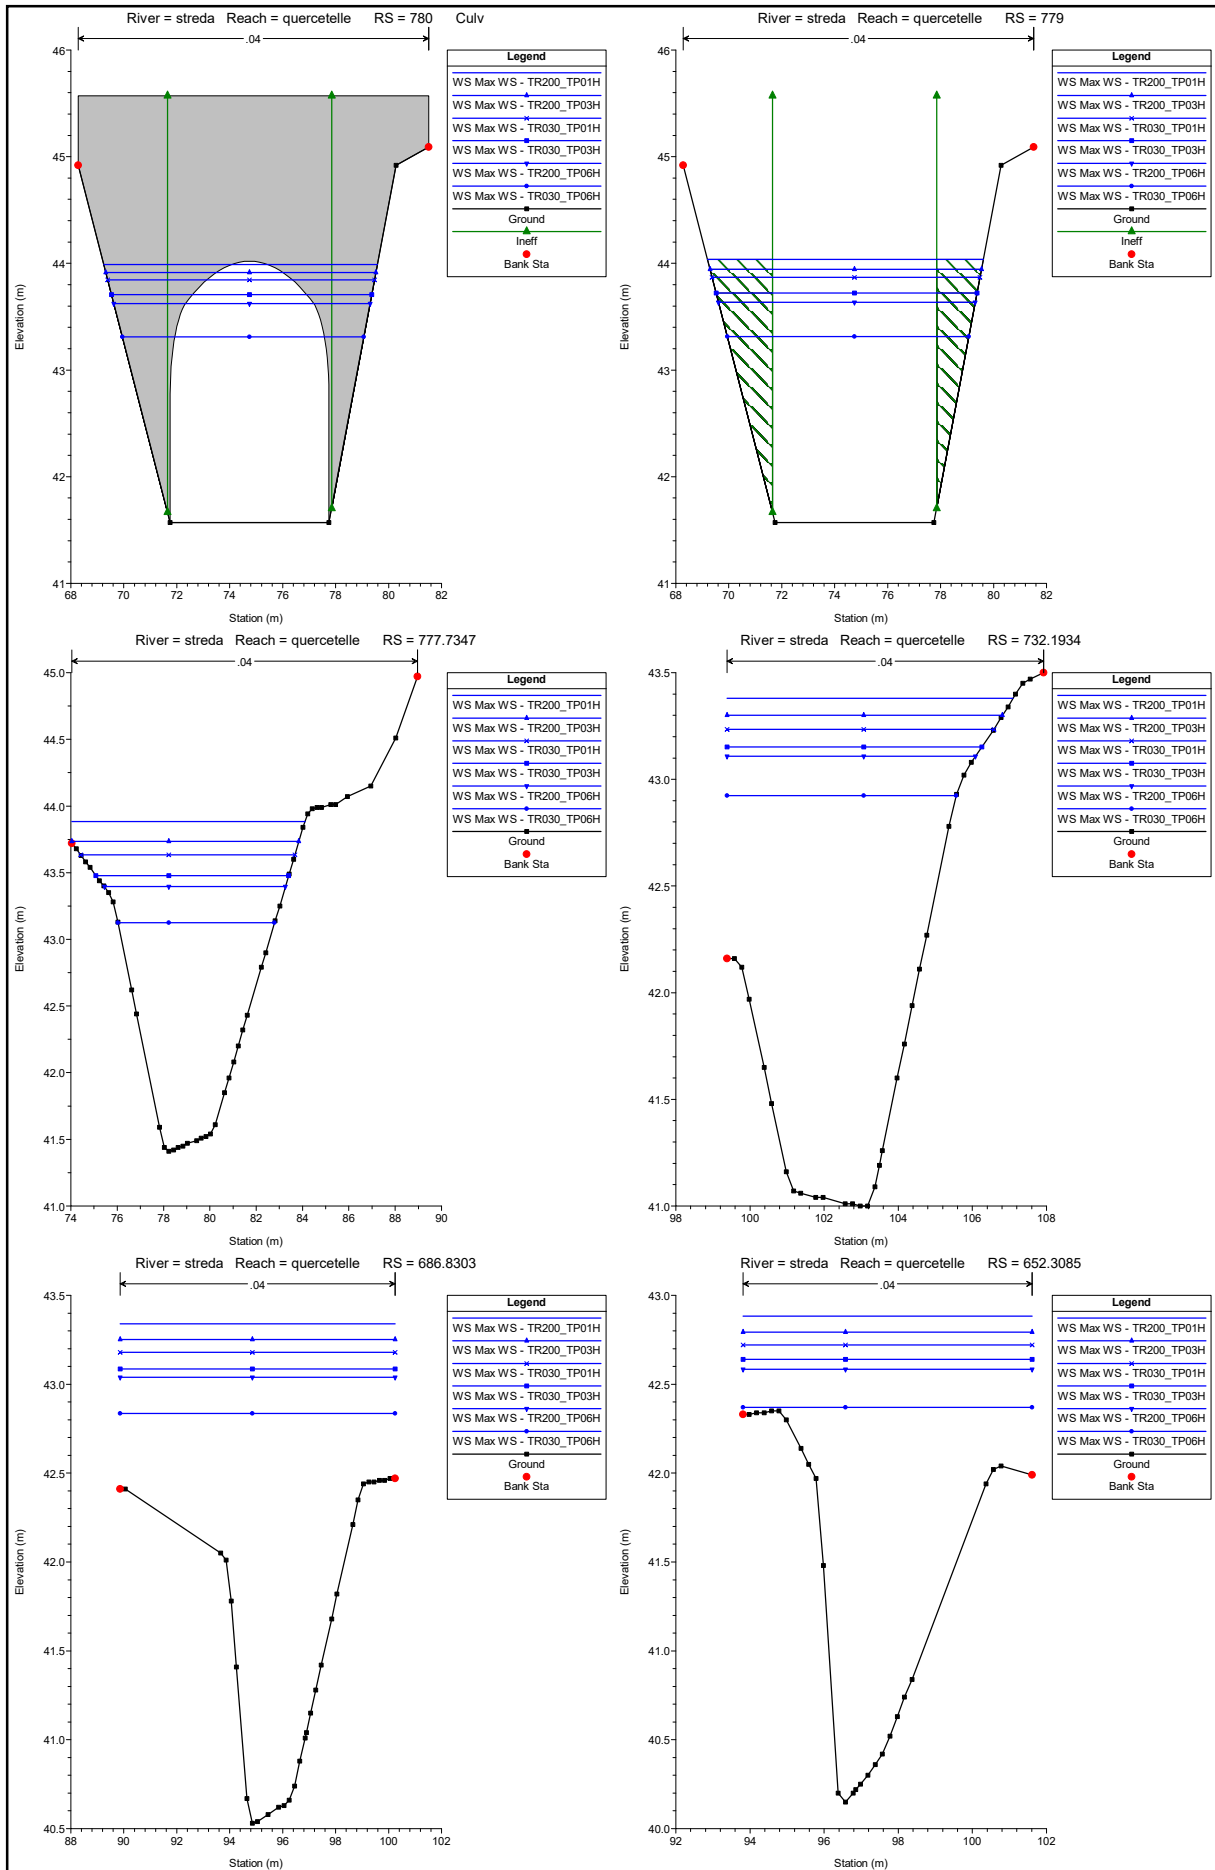 River = streda   Reach = quercetelle   RS = 780   Culv
.04
46
45
44
43
42
41
Elevation (m)
68 70 72 74 76 78 80 82
Station (m)
Legend
WS Max WS - TR200_TP01H
WS Max WS - TR200_TP03H
WS Max WS - TR030_TP01H
WS Max WS - TR030_TP03H
WS Max WS - TR200_TP06H
WS Max WS - TR030_TP06H
Ground
Ineff
Bank Sta
River = streda   Reach = quercetelle   RS = 779
.04
46
45
44
43
42
41
Elevation (m)
68 70 72 74 76 78 80 82
Station (m)
Legend
WS Max WS - TR200_TP01H
WS Max WS - TR200_TP03H
WS Max WS - TR030_TP01H
WS Max WS - TR030_TP03H
WS Max WS - TR200_TP06H
WS Max WS - TR030_TP06H
Ground
Ineff
Bank Sta
River = streda   Reach = quercetelle   RS = 777.7347
.04
45.0
44.5
44.0
43.5
43.0
42.5
42.0
41.5
41.0
Elevation (m)
74 76 78 80 82 84 86 88 90
Station (m)
Legend
WS Max WS - TR200_TP01H
WS Max WS - TR200_TP03H
WS Max WS - TR030_TP01H
WS Max WS - TR030_TP03H
WS Max WS - TR200_TP06H
WS Max WS - TR030_TP06H
Ground
Bank Sta
River = streda   Reach = quercetelle   RS = 732.1934
.04
43.5
43.0
42.5
42.0
41.5
41.0
Elevation (m)
98 100 102 104 106 108
Station (m)
Legend
WS Max WS - TR200_TP01H
WS Max WS - TR200_TP03H
WS Max WS - TR030_TP01H
WS Max WS - TR030_TP03H
WS Max WS - TR200_TP06H
WS Max WS - TR030_TP06H
Ground
Bank Sta
River = streda   Reach = quercetelle   RS = 686.8303
.04
43.5
43.0
42.5
42.0
41.5
41.0
40.5
Elevation (m)
88 90 92 94 96 98 100 102
Station (m)
Legend
WS Max WS - TR200_TP01H
WS Max WS - TR200_TP03H
WS Max WS - TR030_TP01H
WS Max WS - TR030_TP03H
WS Max WS - TR200_TP06H
WS Max WS - TR030_TP06H
Ground
Bank Sta
River = streda   Reach = quercetelle   RS = 652.3085
.04
43.0
42.5
42.0
41.5
41.0
40.5
40.0
Elevation (m)
92 94 96 98 100 102
Station (m)
Legend
WS Max WS - TR200_TP01H
WS Max WS - TR200_TP03H
WS Max WS - TR030_TP01H
WS Max WS - TR030_TP03H
WS Max WS - TR200_TP06H
WS Max WS - TR030_TP06H
Ground
Bank Sta